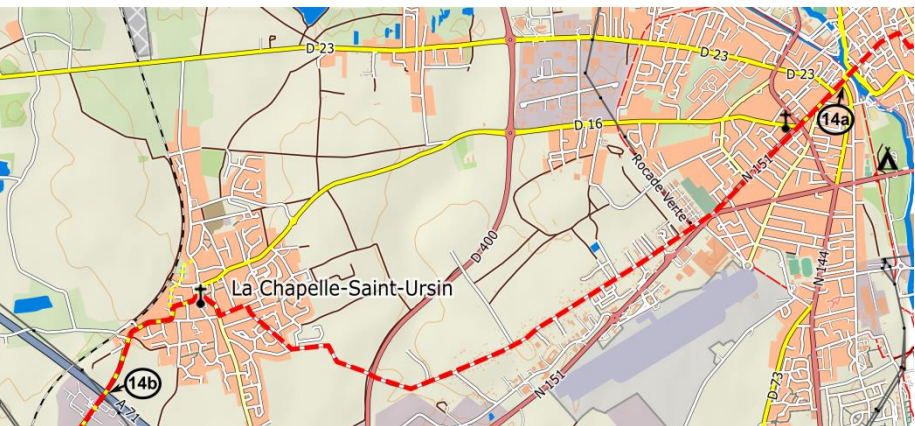 D 23
D 23
D 23
D 16
14a
N 151
Rocade Verte
D 400
La Chapelle-Saint-Ursin
N 144
14b
A 71
N 151
D 73